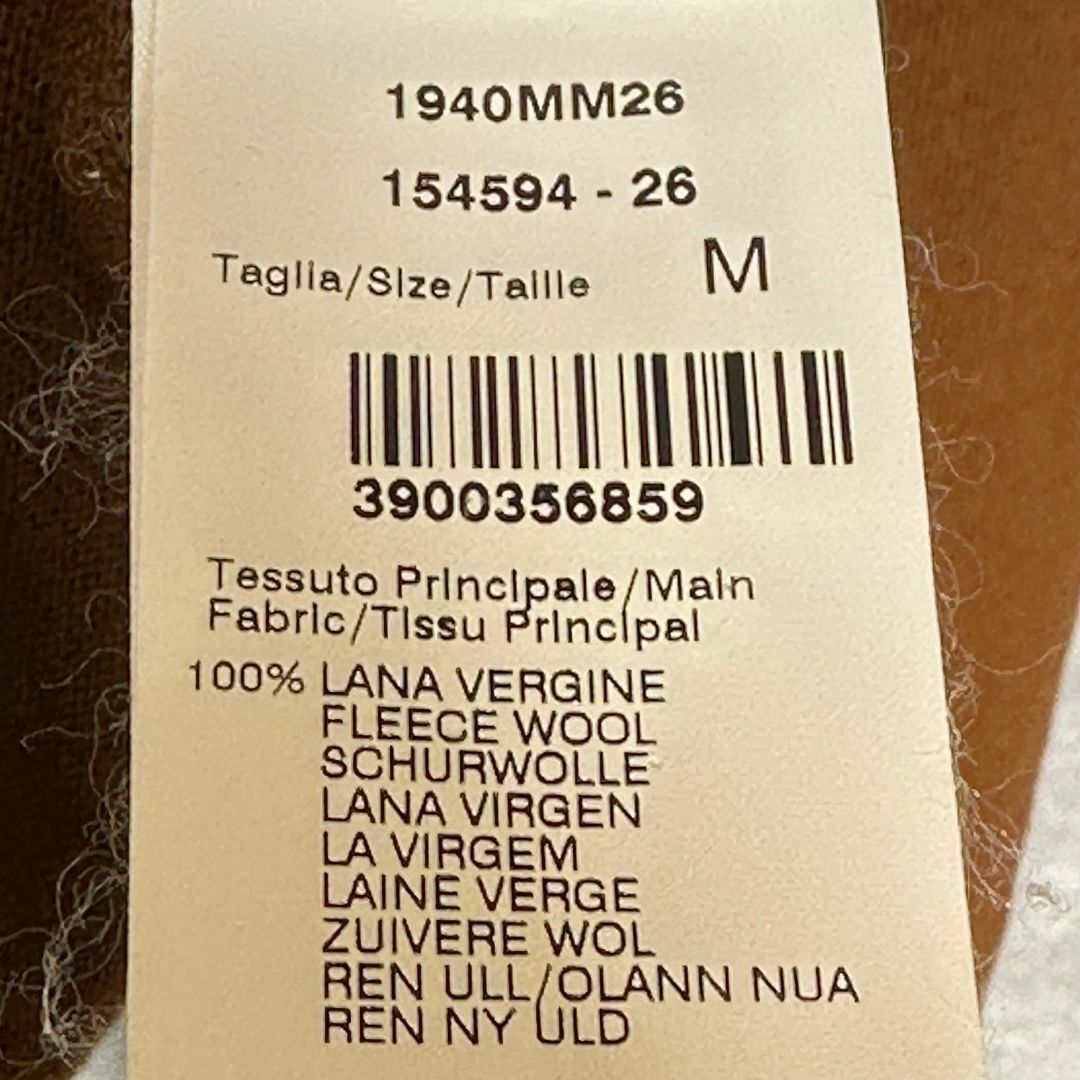 1940MM26
154594 - 26
Taglia/Size/Taille M
3900356859
Tessuto Principale/Main
Fabric/Tissu Principal
100% LANA VERGINE
FLEECE WOOL
SCHURWOLLE
LANA VIRGEN
LA VIRGEM
LAINE VERGE
ZUIVERE WOL
REN ULL/OLANN NUA
REN NY ULD